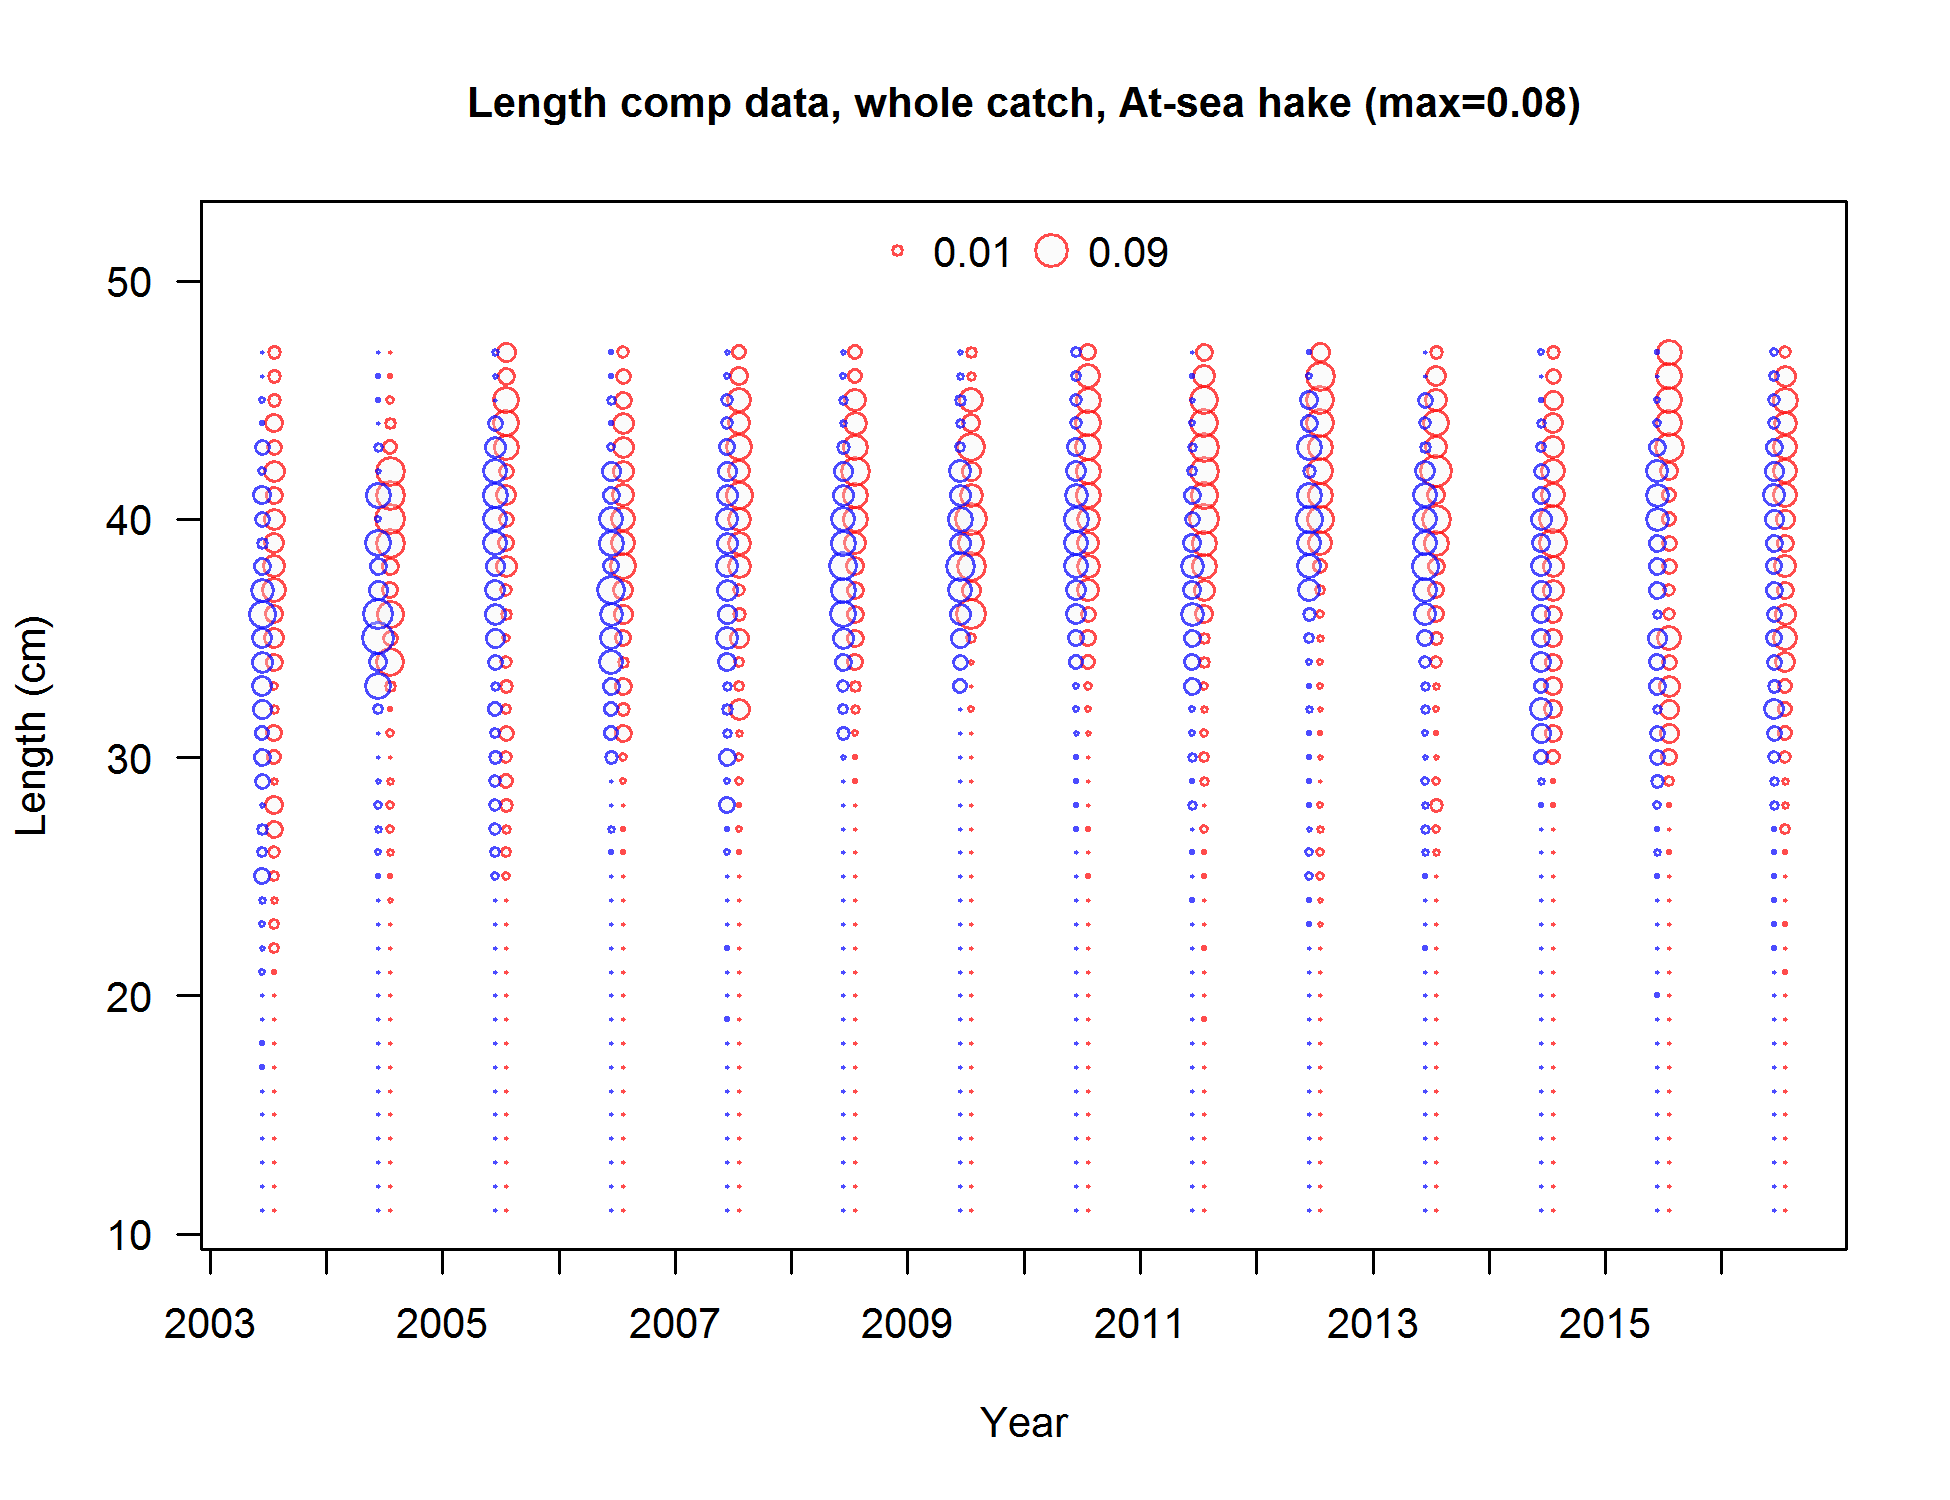 Length comp data, whole catch, At-sea hake (max=0.08)
0.01 0.09
50
40
30
20
10
Length (cm)
2003 2005 2007 2009 2011 2013 2015
Year